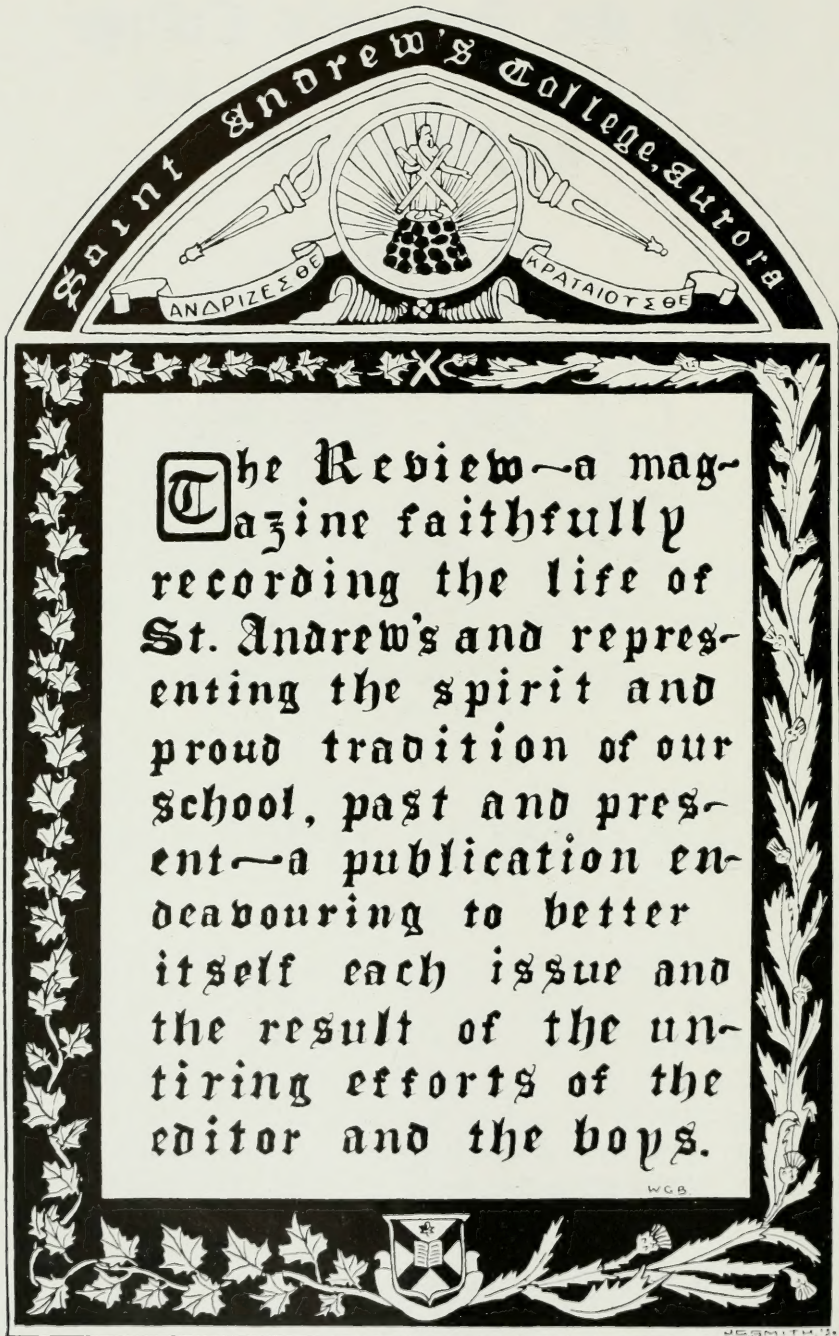 Saint Andrew's College, Aurora
ΑΝΔΡΙΖΕΣΘΕ
ΚΡΑΤΑΙΟΥΣΘΕ
The Review~a mag-
azine faithfully
recording the life of
St. Andrew's and repres-
enting the spirit and
proud tradition of our
school, past and pres-
ent~a publication en-
deavouring to better
itself each issue and
the result of the un-
tiring efforts of the
editor and the boys.
WGB.